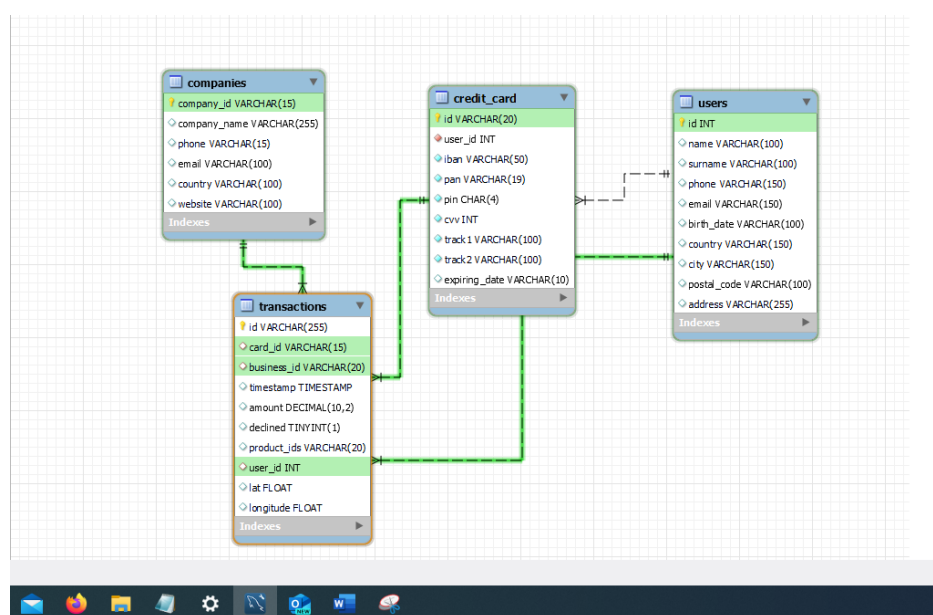 companies
company_id VARCHAR(15)
company_name VARCHAR(255)
phone VARCHAR(15)
email VARCHAR(100)
country VARCHAR(100)
website VARCHAR(100)
Indexes
credit_card
id VARCHAR(20)
user_id INT
iban VARCHAR(50)
pan VARCHAR(19)
pin CHAR(4)
cvv INT
track1 VARCHAR(100)
track2 VARCHAR(100)
expiring_date VARCHAR(10)
Indexes
users
id INT
name VARCHAR(100)
surname VARCHAR(100)
phone VARCHAR(150)
email VARCHAR(150)
birth_date VARCHAR(100)
country VARCHAR(150)
city VARCHAR(150)
postal_code VARCHAR(100)
address VARCHAR(255)
Indexes
transactions
id VARCHAR(255)
card_id VARCHAR(15)
business_id VARCHAR(20)
timestamp TIMESTAMP
amount DECIMAL(10,2)
declined TINYINT(1)
product_ids VARCHAR(20)
user_id INT
lat FLOAT
longitude FLOAT
Indexes
NEW
W